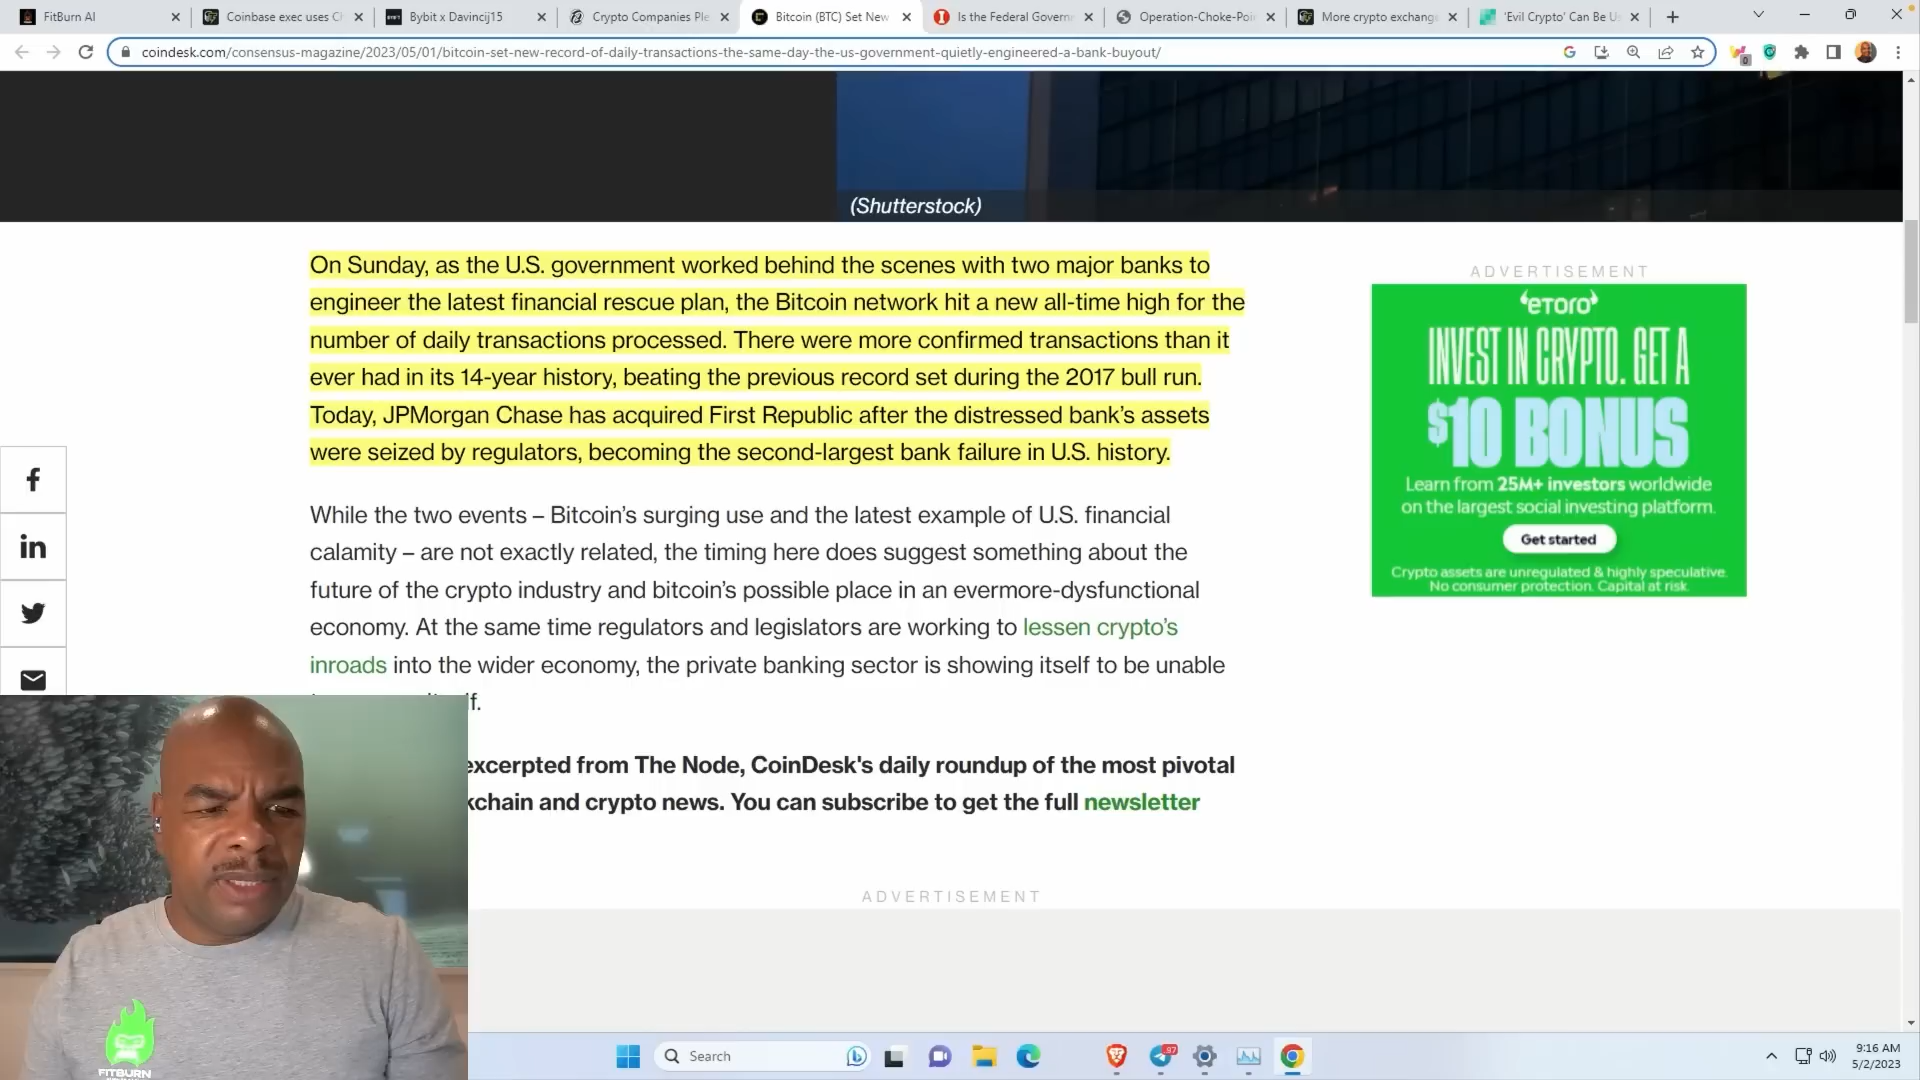 FitBurn AI
Coinbase exec uses C
Bybit x Davincij15
Crypto Companies Ple
Bitcoin (BTC) Set New
Is the Federal Governm
Operation-Choke-Poi
More crypto exchange
'Evil Crypto' Can Be U
coindesk.com/consensus-magazine/2023/05/01/bitcoin-set-new-record-of-daily-transactions-the-same-day-the-us-government-quietly-engineered-a-bank-buyout/
0
(Shutterstock)
On Sunday, as the U.S. government worked behind the scenes with two major banks to
engineer the latest financial rescue plan, the Bitcoin network hit a new all-time high for the
number of daily transactions processed. There were more confirmed transactions than it
ever had in its 14-year history, beating the previous record set during the 2017 bull run.
Today, JPMorgan Chase has acquired First Republic after the distressed bank's assets
were seized by regulators, becoming the second-largest bank failure in U.S. history.
While the two events – Bitcoin's surging use and the latest example of U.S. financial
calamity – are not exactly related, the timing here does suggest something about the
future of the crypto industry and bitcoin's possible place in an evermore-dysfunctional
economy. At the same time regulators and legislators are working to lessen crypto's
inroads into the wider economy, the private banking sector is showing itself to be unable
f.
excerpted from The Node, CoinDesk's daily roundup of the most pivotal
kchain and crypto news. You can subscribe to get the full newsletter
ADVERTISEMENT
ADVERTISEMENT
eToro
INVEST IN CRYPTO. GET A
$10 BONUS
Learn from 25M+ investors worldwide
on the largest social investing platform.
Get started
Crypto assets are unregulated & highly speculative.
No consumer protection. Capital at risk.
FITBURN
Search
97
9:16 AM
5/2/2023